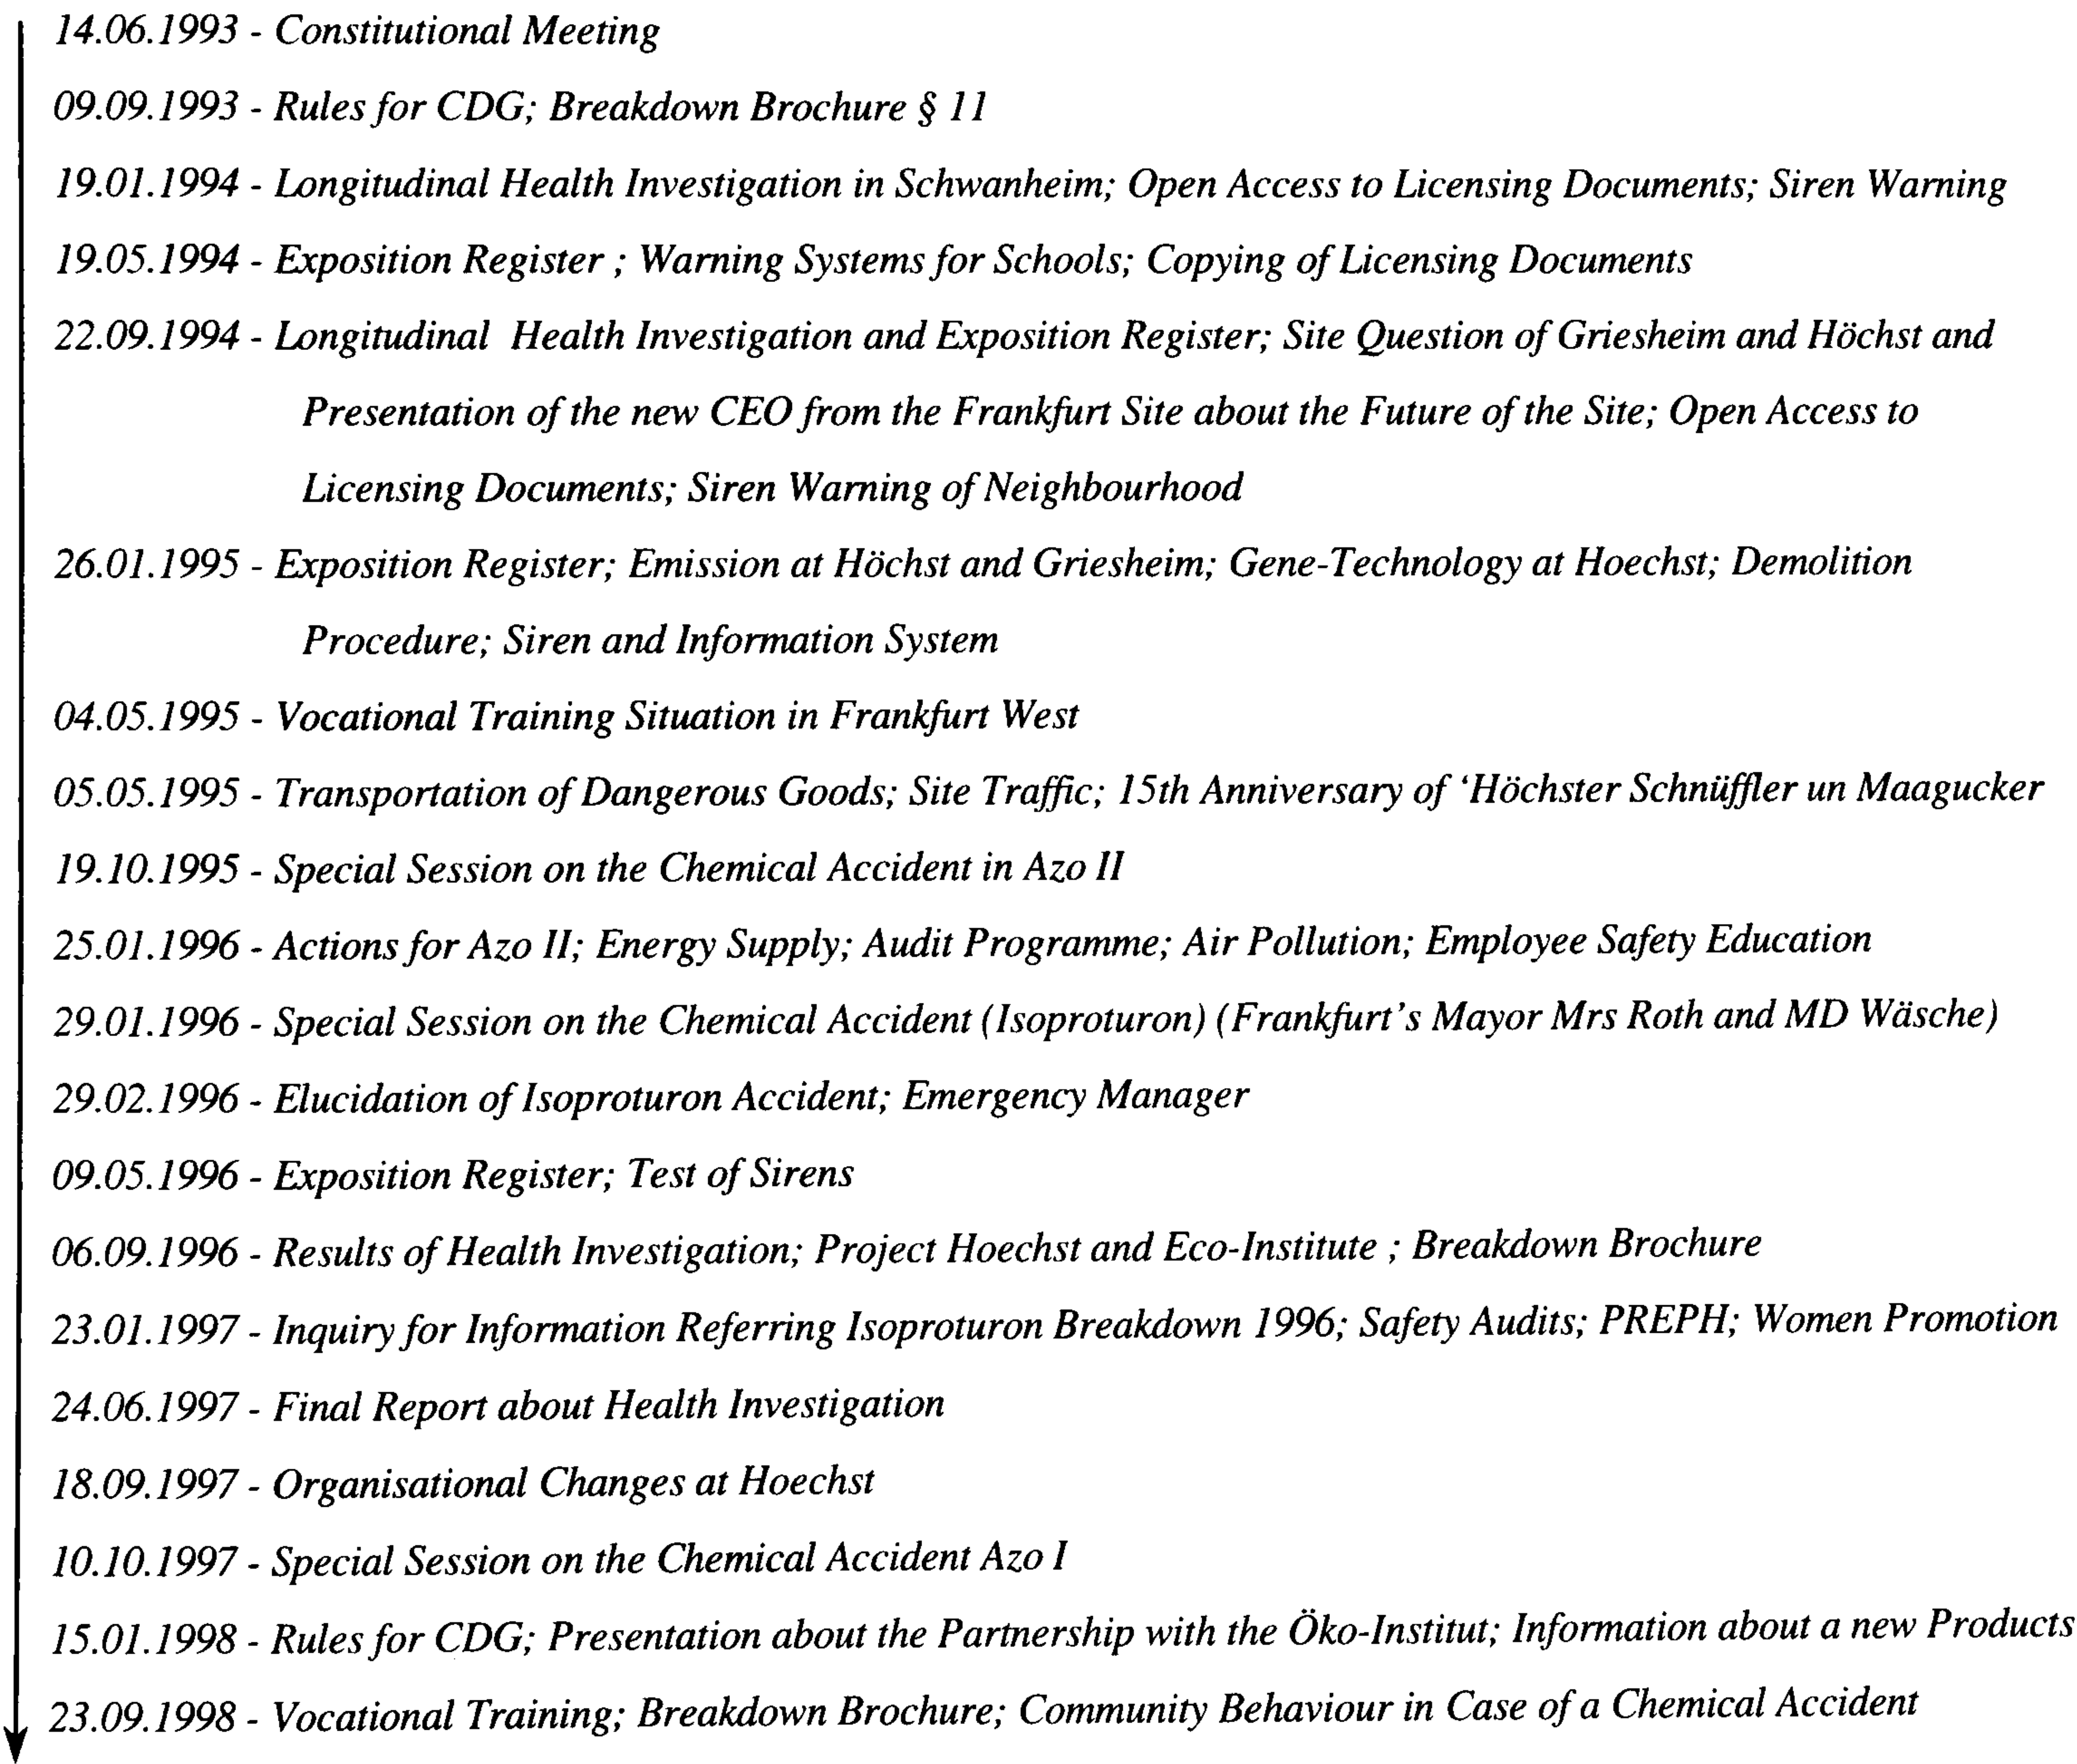 14.06.1993 - Constitutional Meeting
09.09.1993 - Rules for CDG; Breakdown Brochure § 11
19.01.1994 - Longitudinal Health Investigation in Schwanheim; Open Access to Licensing Documents; Siren Warning
19.05.1994 - Exposition Register ; Warning Systems for Schools; Copying of Licensing Documents
22.09.1994 - Longitudinal Health Investigation and Exposition Register; Site Question of Griesheim and Höchst and
Presentation of the new CEO from the Frankfurt Site about the Future of the Site; Open Access to
Licensing Documents; Siren Warning of Neighbourhood
26.01.1995 - Exposition Register; Emission at Höchst and Griesheim; Gene-Technology at Hoechst; Demolition
Procedure; Siren and Information System
04.05.1995 - Vocational Training Situation in Frankfurt West
05.05.1995 - Transportation of Dangerous Goods; Site Traffic; 15th Anniversary of ‘Höchster Schnüffler un Maagucker
19.10.1995 - Special Session on the Chemical Accident in Azo II
25.01.1996 - Actions for Azo II; Energy Supply; Audit Programme; Air Pollution; Employee Safety Education
29.01.1996 - Special Session on the Chemical Accident (Isoproturon) (Frankfurt’s Mayor Mrs Roth and MD Wäsche)
29.02.1996 - Elucidation of Isoproturon Accident; Emergency Manager
09.05.1996 - Exposition Register; Test of Sirens
06.09.1996 - Results of Health Investigation; Project Hoechst and Eco-Institute ; Breakdown Brochure
23.01.1997 - Inquiry for Information Referring Isoproturon Breakdown 1996; Safety Audits; PREPH; Women Promotion
24.06.1997 - Final Report about Health Investigation
18.09.1997 - Organisational Changes at Hoechst
10.10.1997 - Special Session on the Chemical Accident Azo I
15.01.1998 - Rules for CDG; Presentation about the Partnership with the Öko-Institut; Information about a new Products
23.09.1998 - Vocational Training; Breakdown Brochure; Community Behaviour in Case of a Chemical Accident